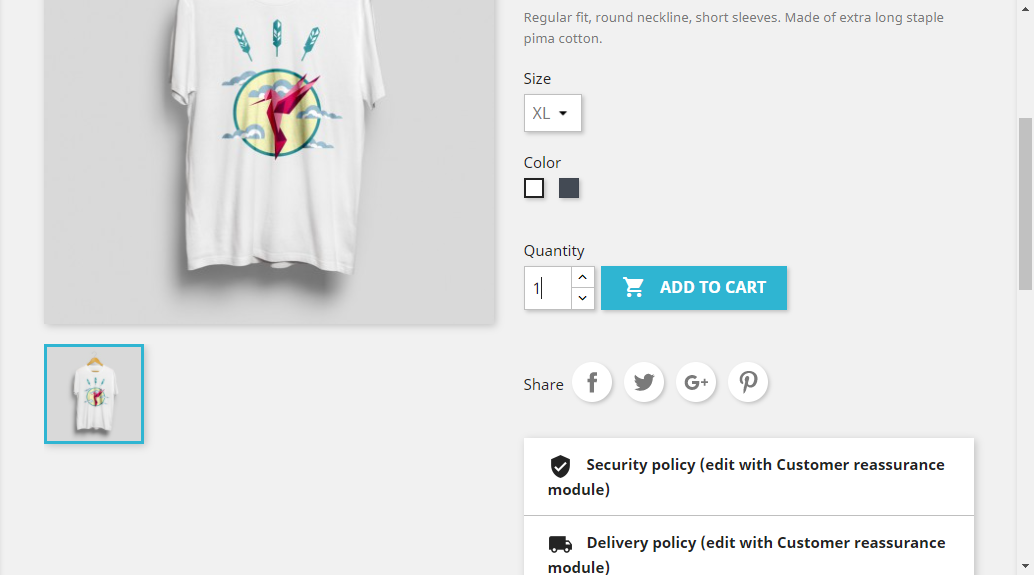 Regular fit, round neckline, short sleeves. Made of extra long staple
pima cotton.
Size
XL
Color
Quantity
1
ADD TO CART
Share
Security policy (edit with Customer reassurance
module)
Delivery policy (edit with Customer reassurance
module)